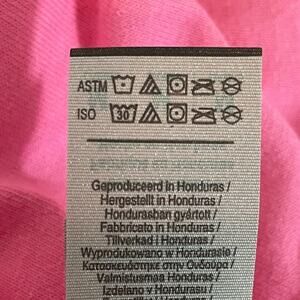 ASTM
ISO 30
Geproduceerd in Honduras /
Hergestellt in Honduras /
Hondurasban gyártott /
Fabbricato in Honduras /
Tillverkad i Honduras /
Wyprodukowano w Hondurasie/
Κατασκευάστηκε στην Ονδούρα /
Valmistusmaa Honduras /
Izdelano v Hondurasu /